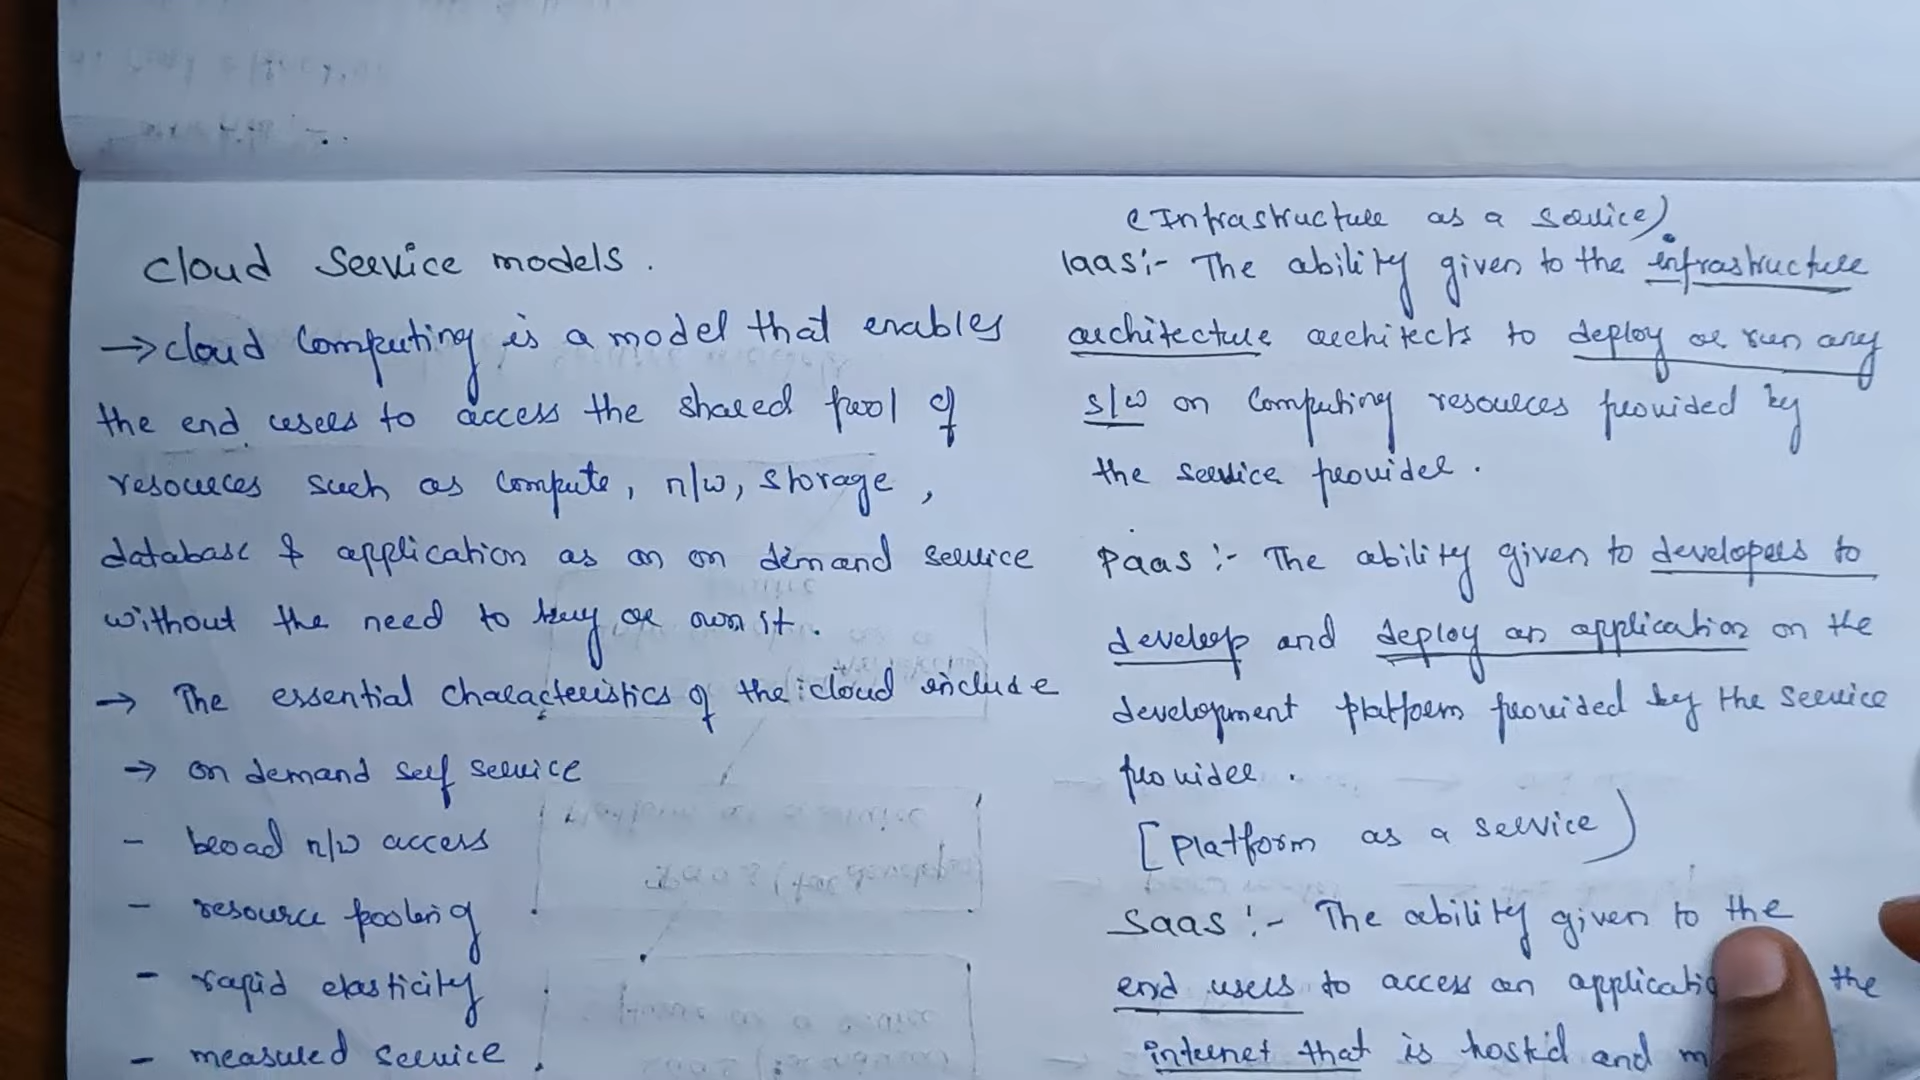 cloud Service models.
→ cloud Computing is a model that enables
the end users to access the shared pool of
resources such as compute, n/w, storage,
database & application as an on demand service
without the need to buy or own it.
→ The essential characteristics of the cloud include
→ on demand self service
- broad n/w access
- resource pooling
- rapid elasticity
- measured service
(Infrastructure as a service)
Iaas:- The ability given to the infrastructure
architecture architects to deploy or run any
s/w on Computing resources provided by
the service provider.
Paas :- The ability given to developers to
develop and deploy an application on the
development platform provided by the service
provider.
[Platform as a service)
Saas :- The ability given to the
end users to access an the
internet that is host'd and